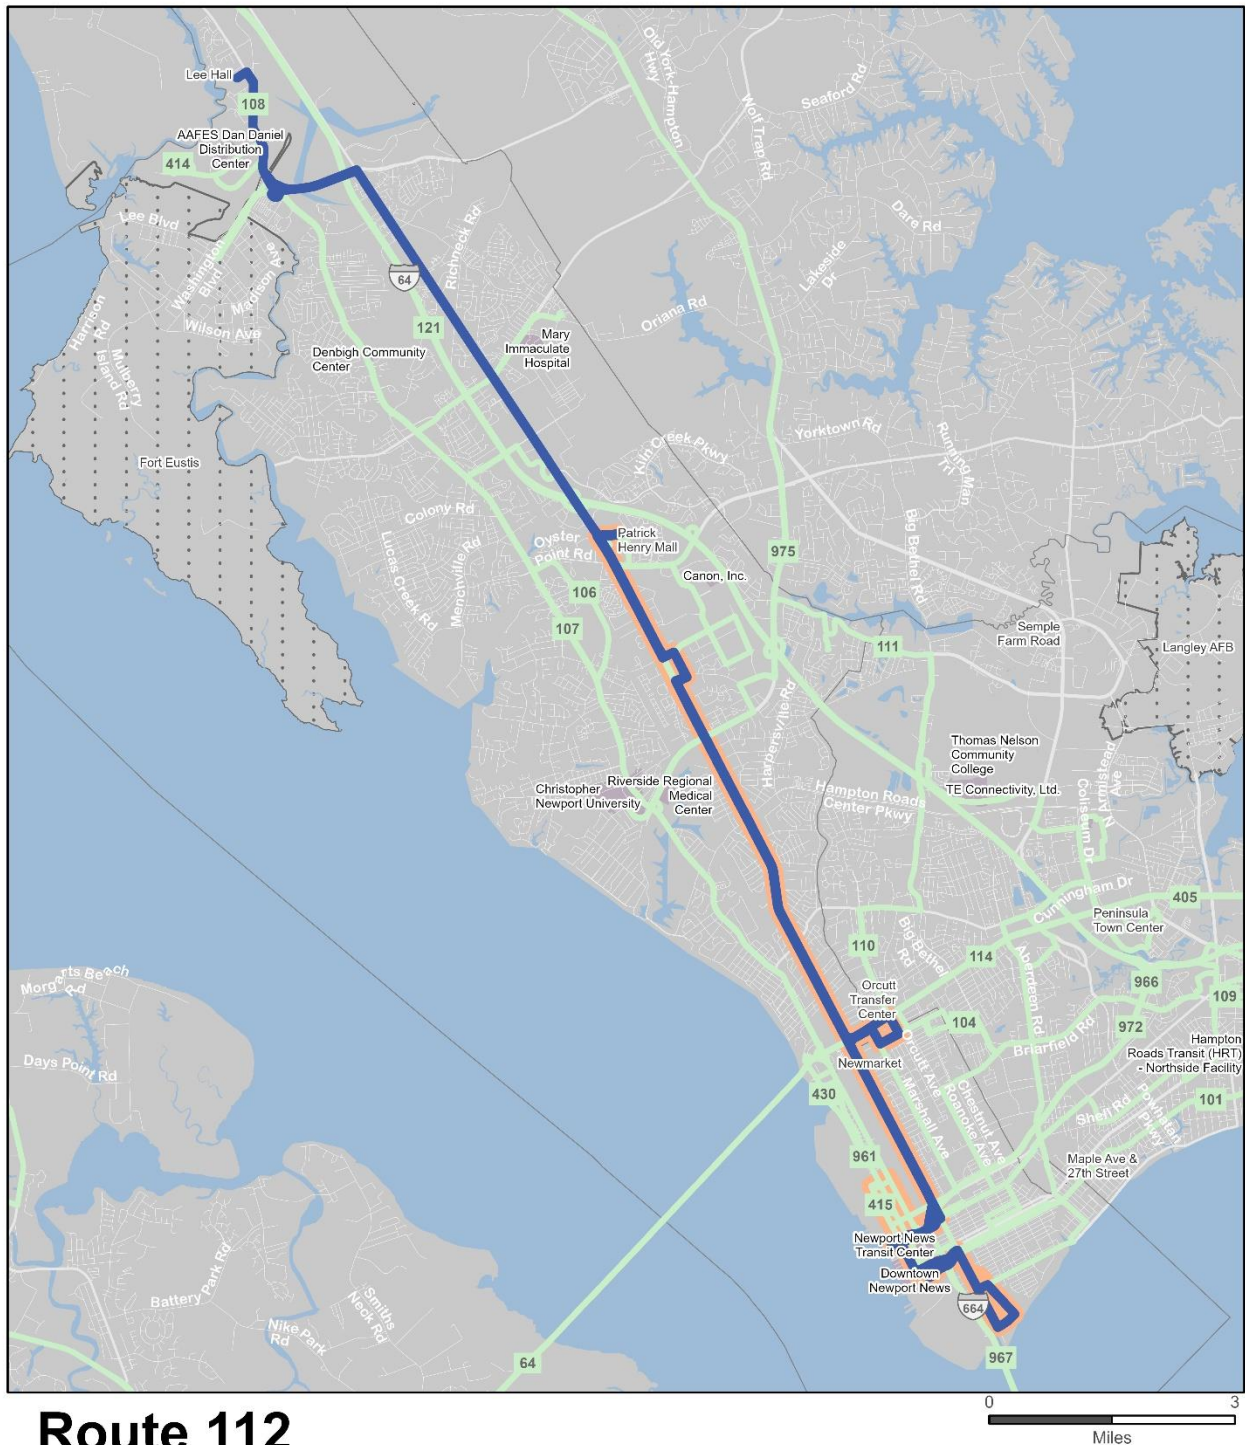 Old York-Hampton
Hwy
Lee Hall
Seaford Rd
108
Wolf Trap Rd
AAFES Dan Daniel
Distribution
Center
414
Lee Blvd
Dare Rd
Richneck Rd
Washington
Blvd
Madison
Ave
Lakeside
Dr
64
Harrison
Rd
Oriana Rd
Wilson Ave
121
Mary
Immaculate
Hospital
Denbigh Community
Center
Mulberry
Island Rd
Yorktown Rd
Running Man
Trl
Kiln Creek Pkwy
Fort Eustis
Colony Rd
Big Bethel Rd
Oyster
Point Rd
Patrick
Henry Mall
975
Lucas Creek Rd
Menchville Rd
Canon, Inc.
106
107
Semple
Farm Road
111
Langley AFB
Harpersville Rd
Thomas Nelson
Community
College
N
Armistead
Ave
Christopher
Newport University
Riverside Regional
Medical
Center
Hampton Roads
Center Pkwy
TE Connectivity, Ltd.
Coliseum Dr
Cunningham Dr
405
Peninsula
Town Center
110
Big Bethel
Rd
114
Aberdeen Rd
Morgarts Beach
Rd
Orcutt
Transfer
Center
966
109
104
972
Briarfield Rd
Hampton
Roads Transit (HRT)
- Northside Facility
Days Point Rd
Newmarket
Orcutt Ave
430
Marshall Ave
Chestnut Ave
Roanoke Ave
Shell Rd
Powhatan
Pkwy
101
961
Maple Ave &
27th Street
415
Newport News
Transit Center
Downtown
Newport News
Battery Park Rd
Smiths
Neck Rd
664
Nike Park
Rd
64
967
0
3
Miles
Route 112